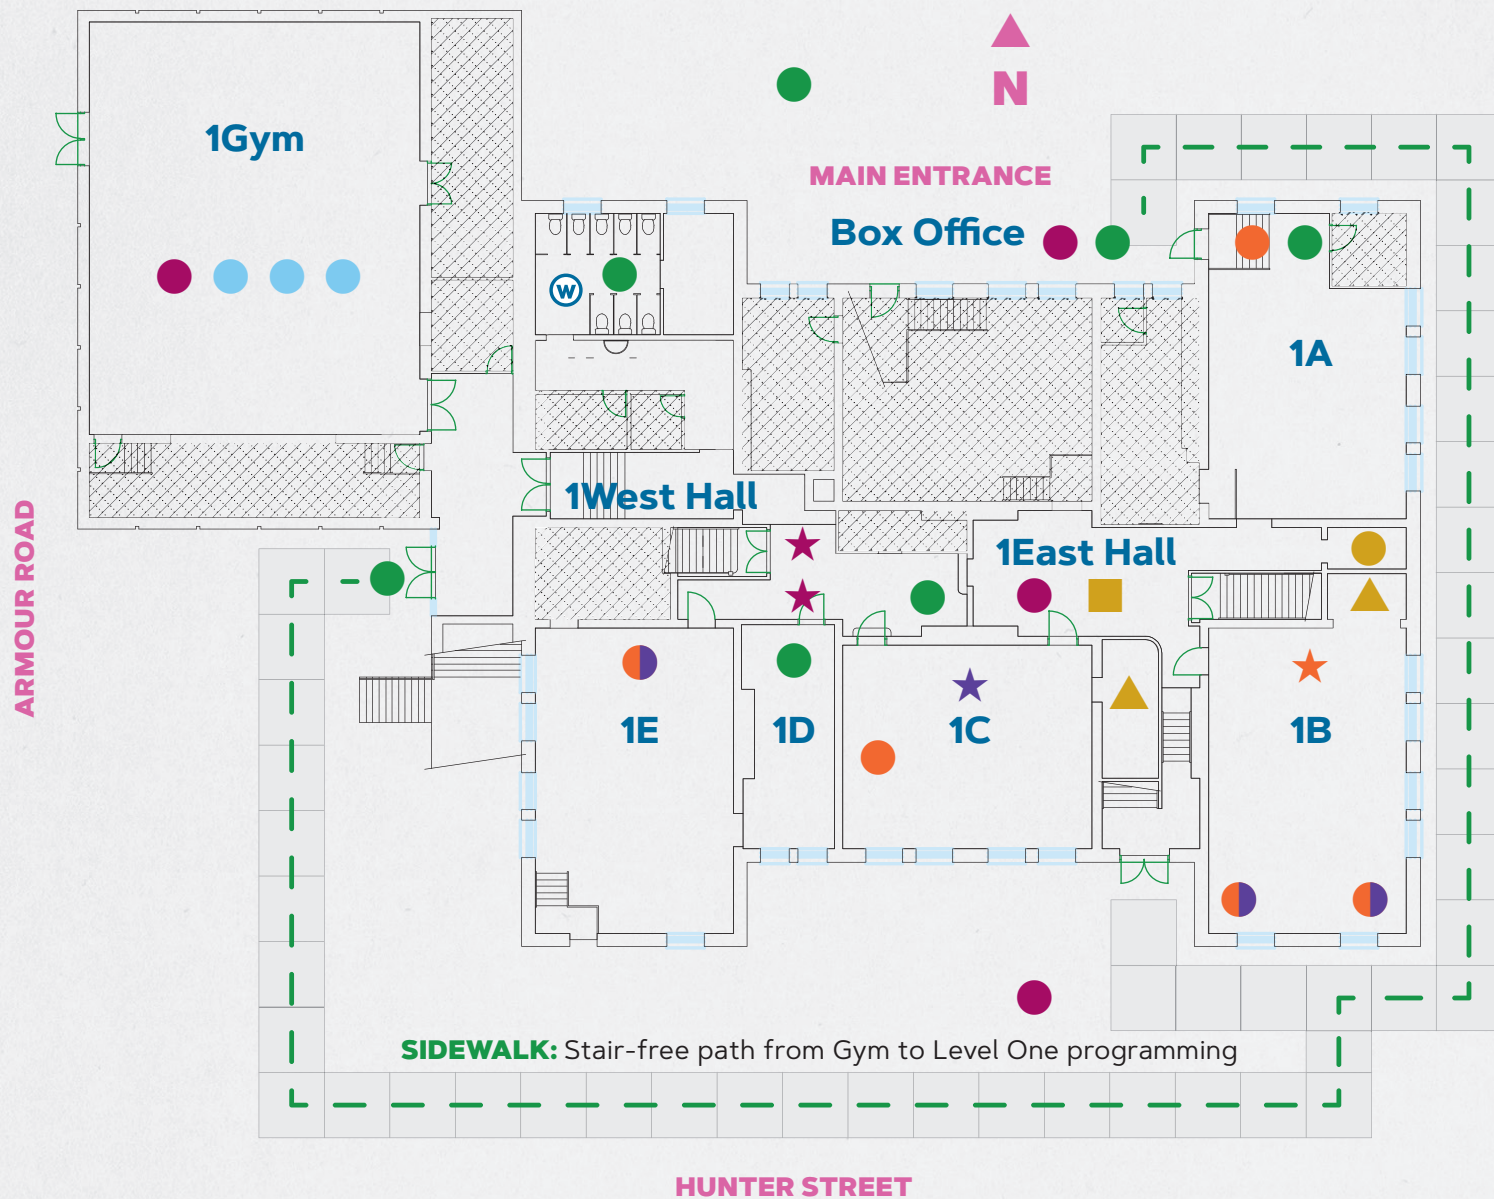 N
1Gym
MAIN ENTRANCE
Box Office
W
1A
1West Hall
1East Hall
ARMOUR ROAD
1E
1D
1C
1B
SIDEWALK: Stair-free path from Gym to Level One programming
HUNTER STREET